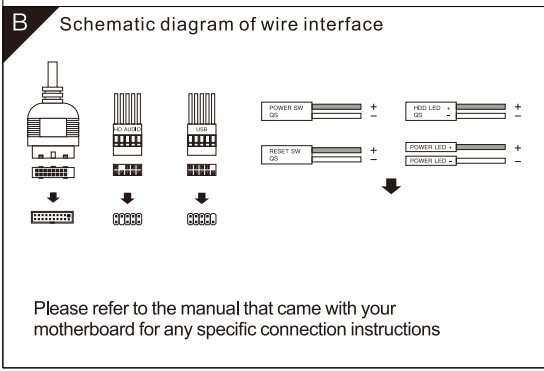 B
Schematic diagram of wire interface
HD AUDIO
USB
POWER SW
QS
+
−
HDD LED +
QS −
+
−
RESET SW
QS
+
−
POWER LED +
POWER LED −
+
−
Please refer to the manual that came with your
motherboard for any specific connection instructions